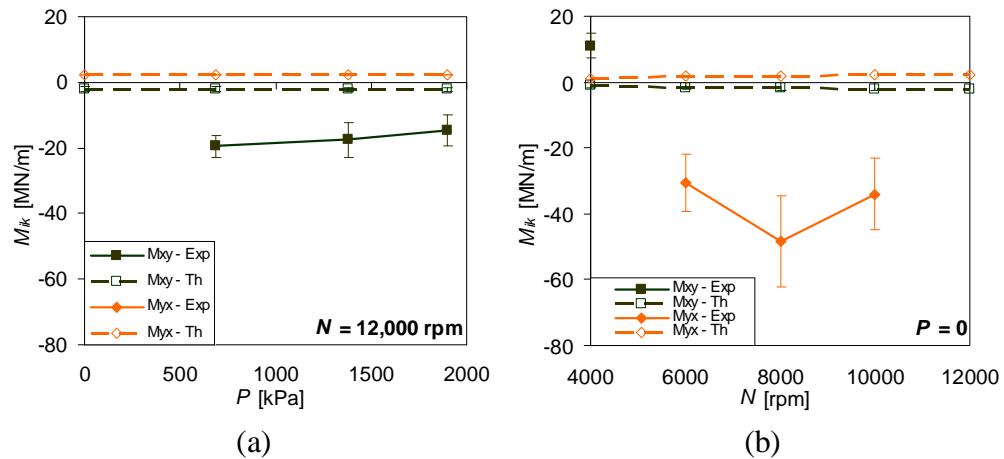 20
0
-20
-40
-60
-80
M_ik [MN/m]
0
500
1000
1500
2000
P [kPa]
Mxy - Exp
Mxy - Th
Myx - Exp
Myx - Th
N = 12,000 rpm
(a)
20
0
-20
-40
-60
-80
M_ik [MN/m]
4000
6000
8000
10000
12000
N [rpm]
Mxy - Exp
Mxy - Th
Myx - Exp
Myx - Th
P = 0
(b)